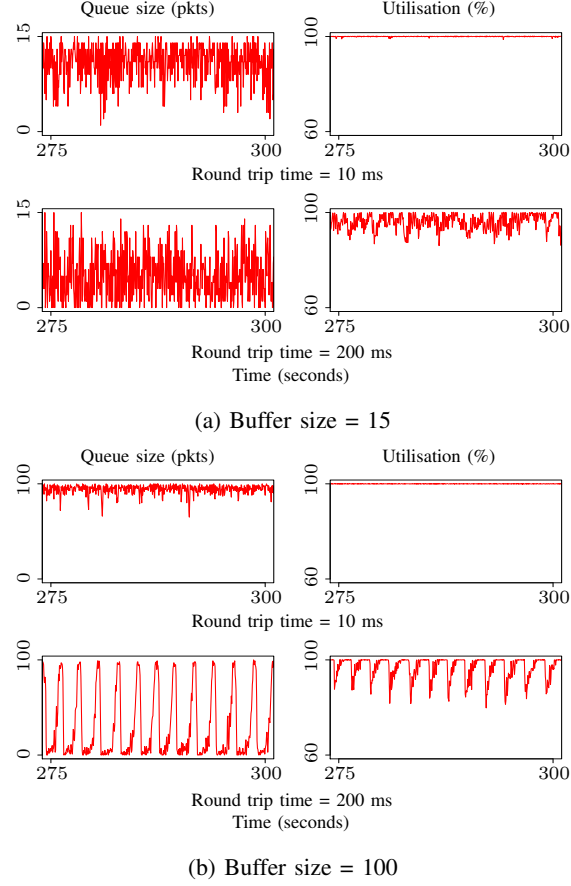 Queue size (pkts) Utilisation (%)
15 100
0 60
275 300 275 300
Round trip time = 10 ms
15 100
0 60
275 300 275 300
Round trip time = 200 ms
Time (seconds)
(a) Buffer size = 15
Queue size (pkts) Utilisation (%)
100 100
0 60
275 300 275 300
Round trip time = 10 ms
100 100
0 60
275 300 275 300
Round trip time = 200 ms
Time (seconds)
(b) Buffer size = 100